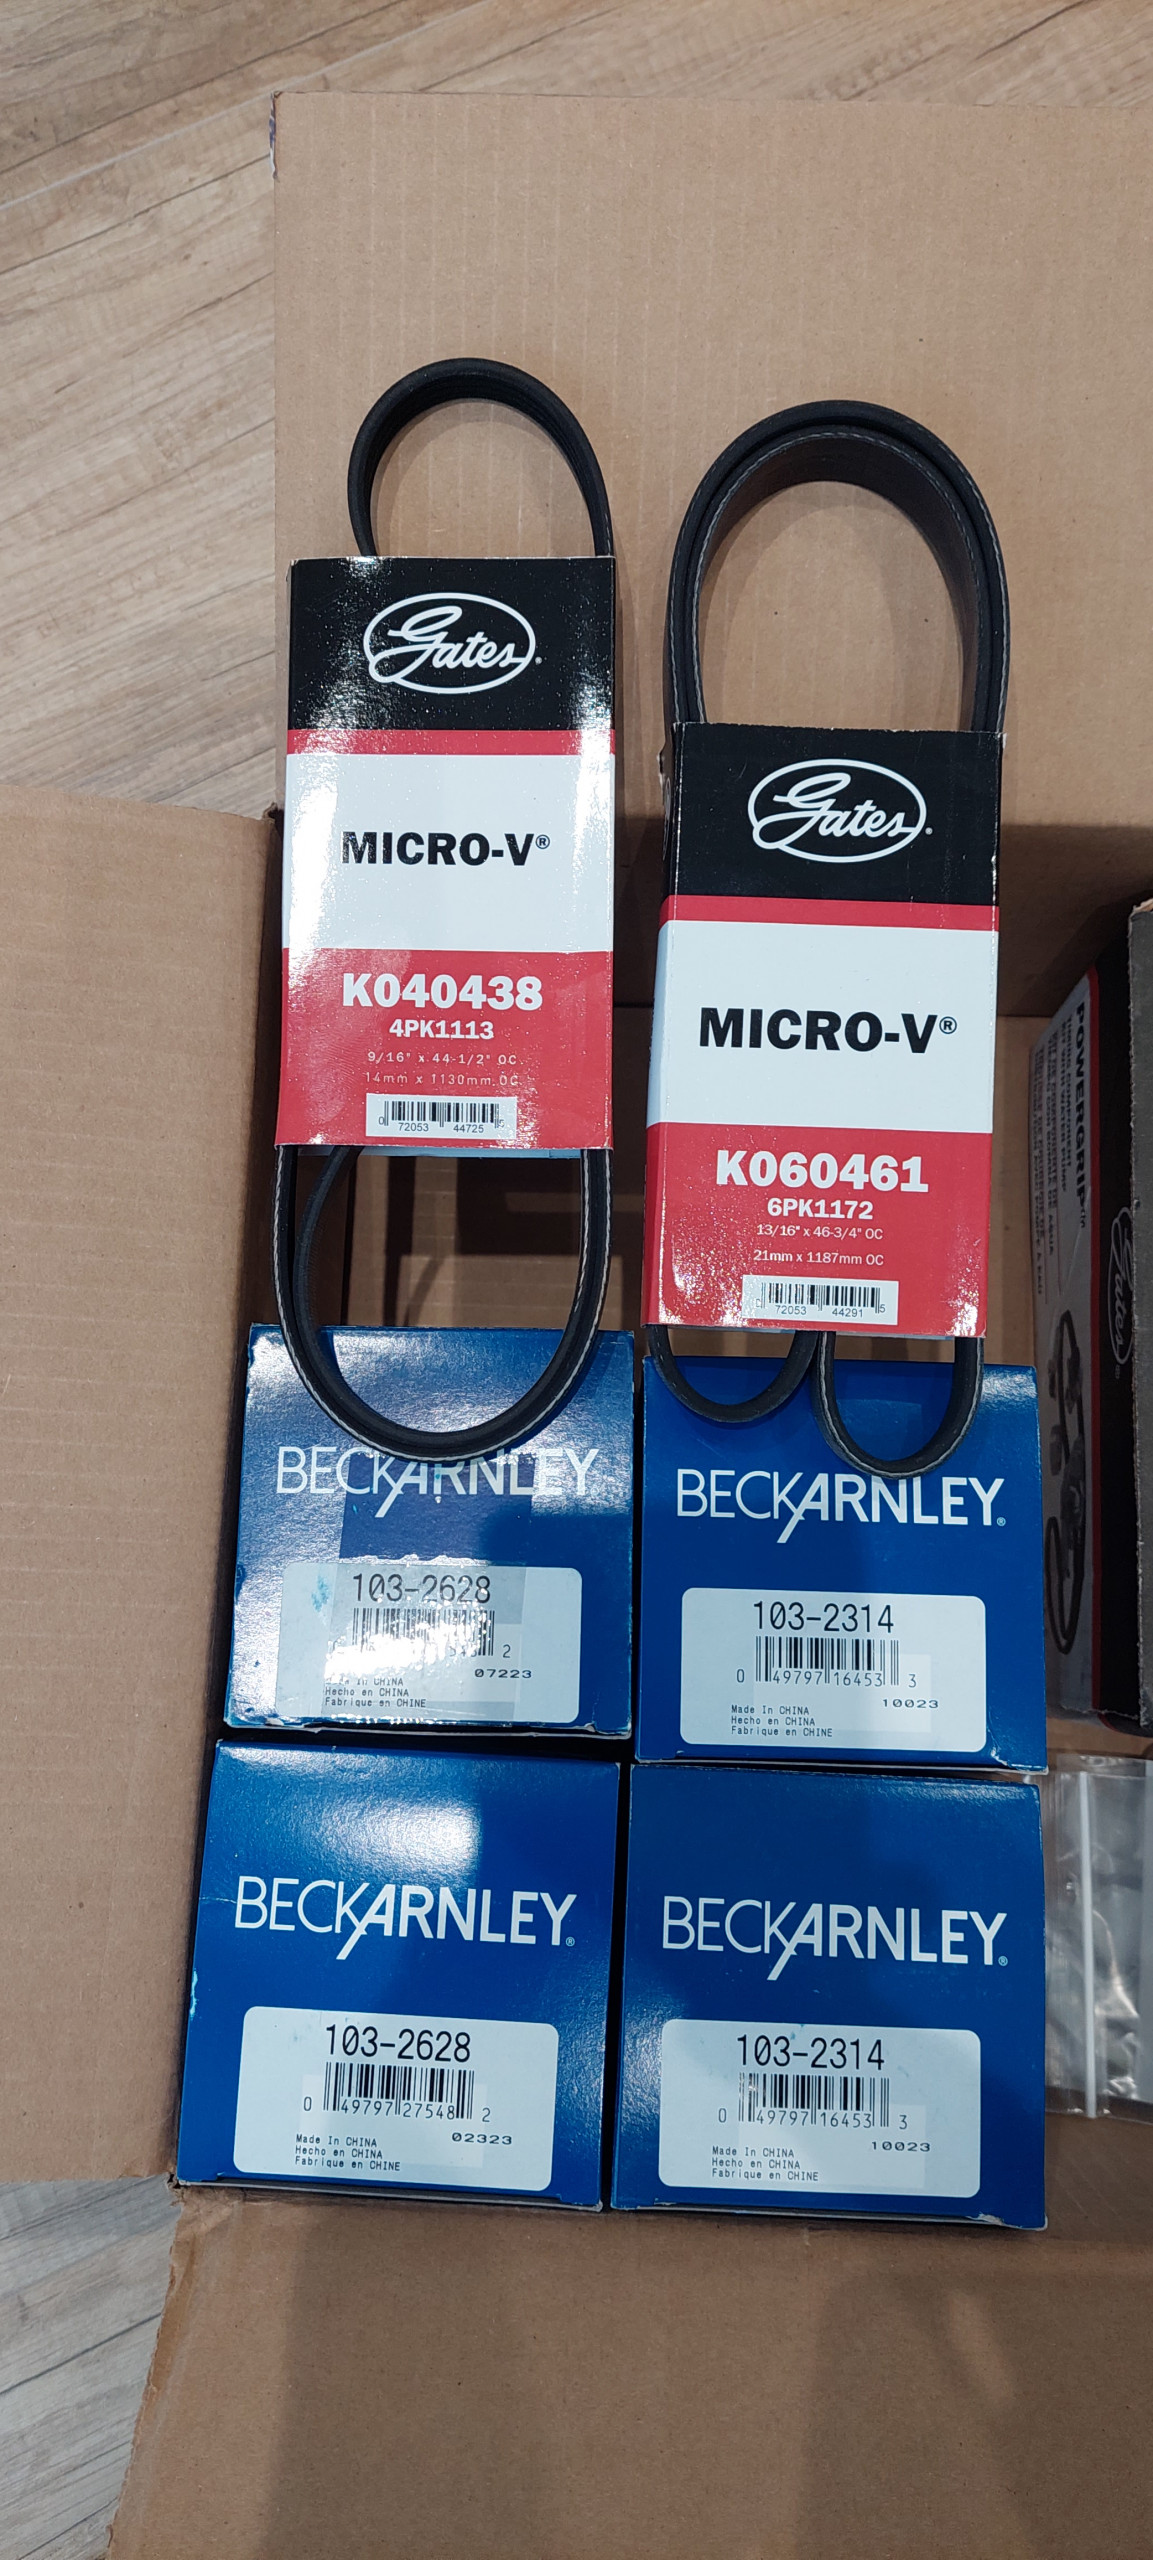 Gates®
MICRO-V®
K040438
4PK1113
9/16" x 44-1/2" OC
14mm x 1130mm OC
0 72053 44725 5
Gates®
MICRO-V®
K060461
6PK1172
13/16" x 46-3/4" OC
21mm x 1187mm OC
72053 44291 5
POWERGRIP™
Gates
BECKARNLEY
103-2628
2
07223
Made In CHINA
Hecho en CHINA
Fabrique en CHINE
BECKARNLEY®
103-2314
0 49797 16453 3
10023
Made In CHINA
Hecho en CHINA
Fabrique en CHINE
BECKARNLEY®
103-2628
0 49797 27548 2
02323
Made In CHINA
Hecho en CHINA
Fabrique en CHINE
BECKARNLEY®
103-2314
0 49797 16453 3
10023
Made In CHINA
Hecho en CHINA
Fabrique en CHINE